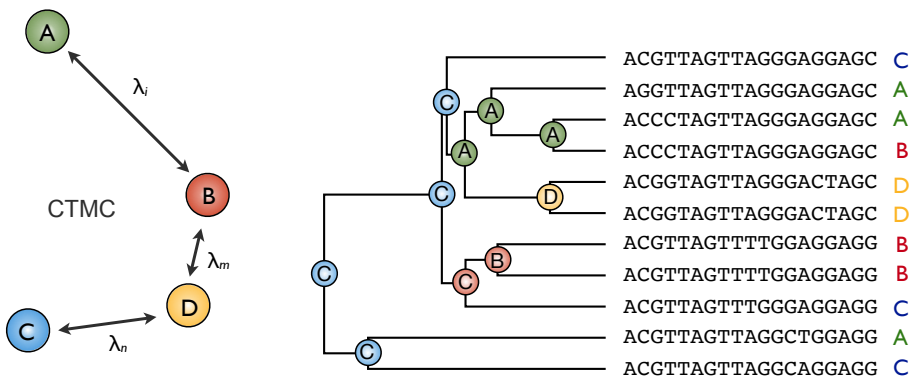 A
λi
B
CTMC
λm
D
C
λn
ACGTTAGTTAGGGAGGAGC C
AGGTTAGTTAGGGAGGAGC A
C
A
ACCCTAGTTAGGGAGGAGC A
A
A
ACCCTAGTTAGGGAGGAGC B
ACGGTAGTTAGGGACTAGC D
C
D
ACGGTAGTTAGGGACTAGC D
ACGTTAGTTTTGGAGGAGG B
B
C
ACGTTAGTTTTGGAGGAGG B
C
ACGTTAGTTTGGGAGGAGG C
ACGTTAGTTAGGCTGGAGG A
C
ACGTTAGTTAGGCAGGAGG C